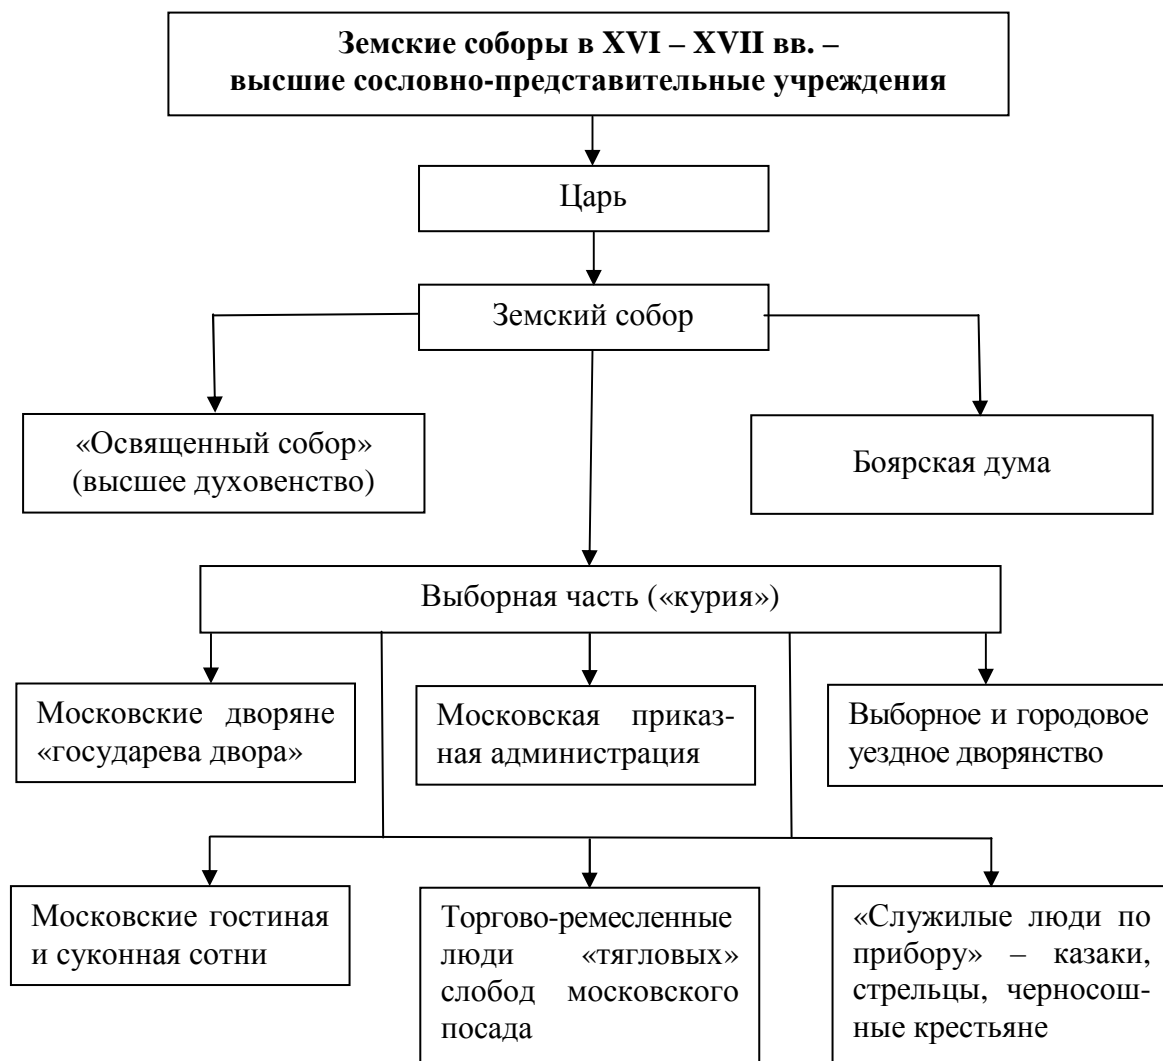 Земские соборы в XVI – XVII вв. –
высшие сословно-представительные учреждения
Царь
Земский собор
«Освященный собор»
(высшее духовенство)
Боярская дума
Выборная часть («курия»)
Московские дворяне
«государева двора»
Московская приказ-
ная администрация
Выборное и городовое
уездное дворянство
Московские гостиная
и суконная сотни
Торгово-ремесленные
люди «тягловых»
слобод московского
посада
«Служилые люди по
прибору» – казаки,
стрельцы, черносош-
ные крестьяне